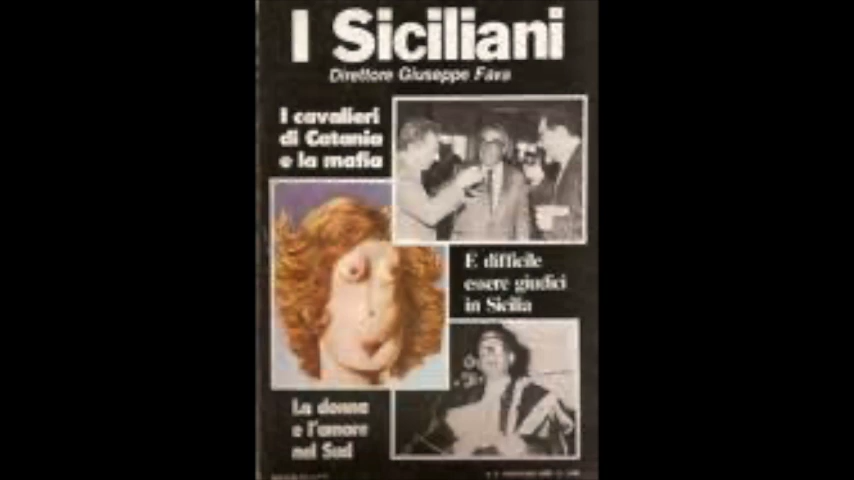 I Siciliani
Direttore Giuseppe Fava
I cavalieri
di Catania
e la mafia
E difficile
essere giudici
in Sicilia
La donna
e l'amore
nel Sud